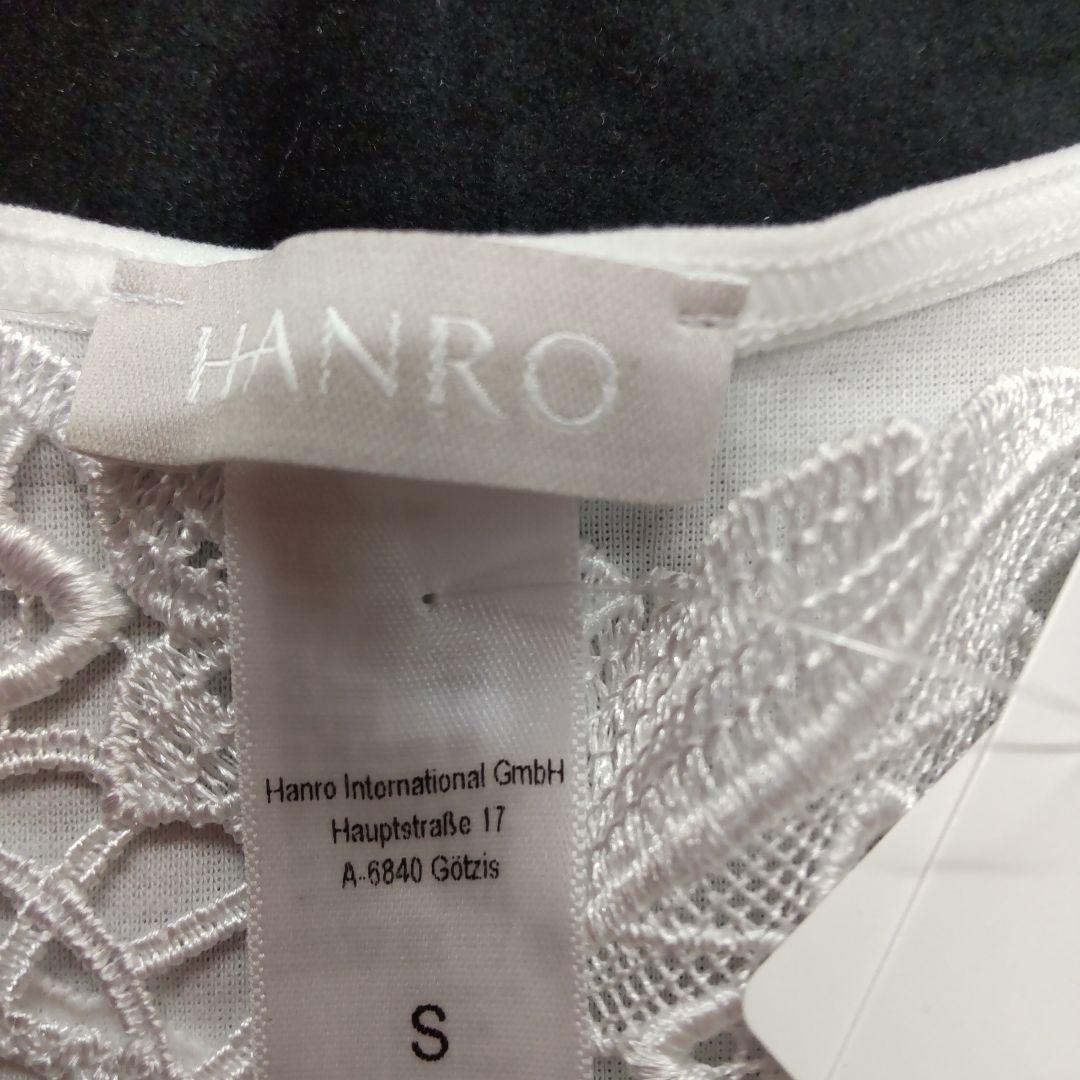 HANRO
Hanro International GmbH
Hauptstraße 17
A-6840 Götzis
S